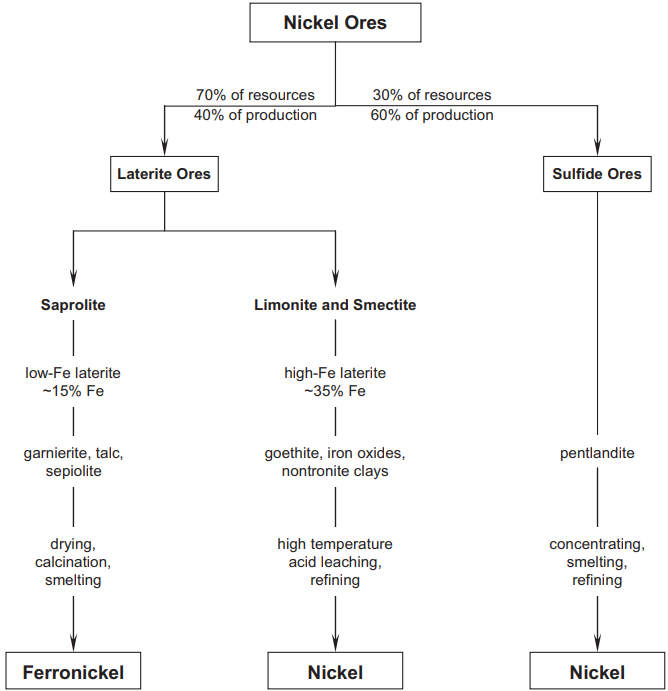 Nickel Ores
70% of resources
40% of production
30% of resources
60% of production
Laterite Ores
Sulfide Ores
Saprolite
low-Fe laterite
~15% Fe
garnierite, talc,
sepiolite
drying,
calcination,
smelting
Ferronickel
Limonite and Smectite
high-Fe laterite
~35% Fe
goethite, iron oxides,
nontronite clays
high temperature
acid leaching,
refining
Nickel
pentlandite
concentrating,
smelting,
refining
Nickel